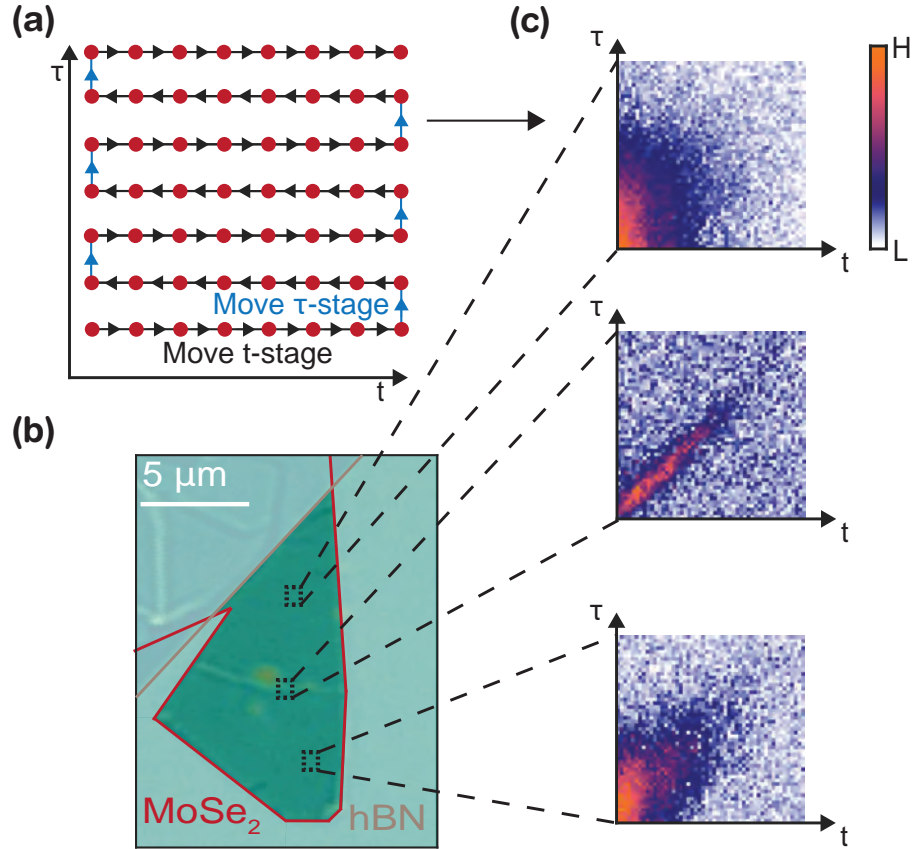 (a)
τ
Move τ-stage
Move t-stage
t
(b)
5 μm
MoSe₂
hBN
(c)
τ
t
H
L
τ
t
τ
t